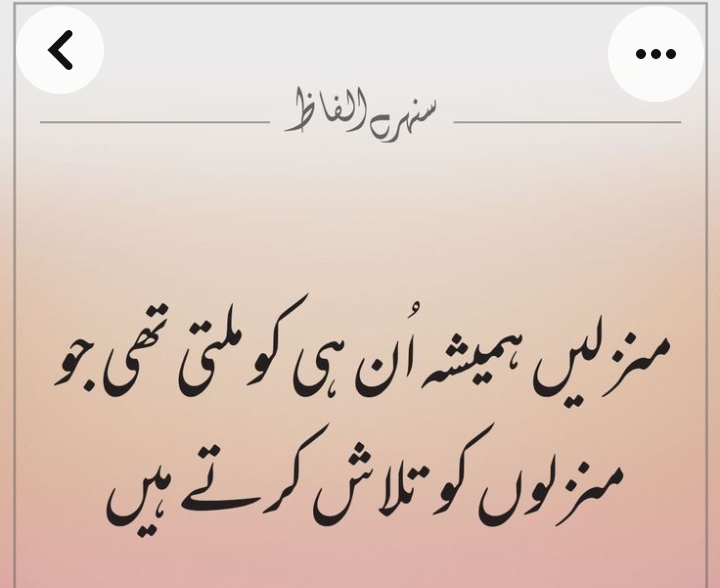 سنہرے الفاظ
منزلیں ہمیشہ اُن ہی کو ملتی تھی جو
منزلوں کو تلاش کرتے ہیں